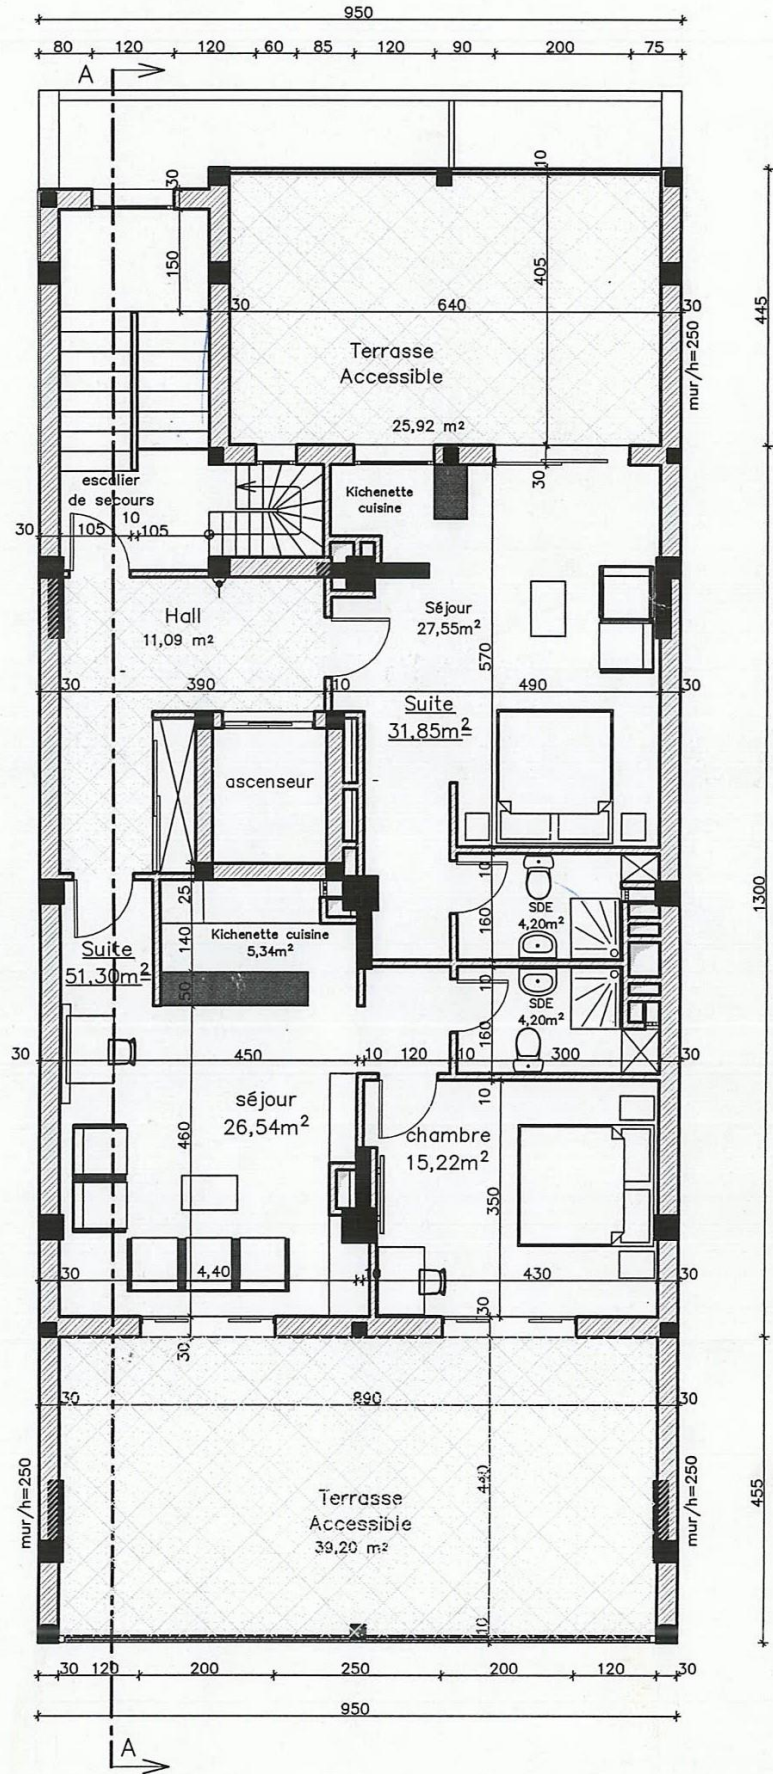 950
80 120 120 60 85 120 90 200 75
A
10
30
150
405
445
30 640 30
mur/h=250
Terrasse
Accessible
25,92 m²
30
escalier
de secours
Kichenette
cuisine
10
30 105 105
Hall
11,09 m²
Séjour
27,55m²
570
30 390 10 490 30
Suite
31,85m²
ascenseur
1300
10
25
SDE
4,20m²
160
Kichenette cuisine
5,34m²
140
Suite
51,30m²
50
10
SDE
4,20m²
160
30 450 10 120 10 300 30
10
séjour
26,54m²
460
chambre
15,22m²
350
30 4,40 10 430 30
30
30
30 890 30
mur/h=250
440
mur/h=250
455
Terrasse
Accessible
39,20 m²
10
30 120 200 250 200 120 30
950
A